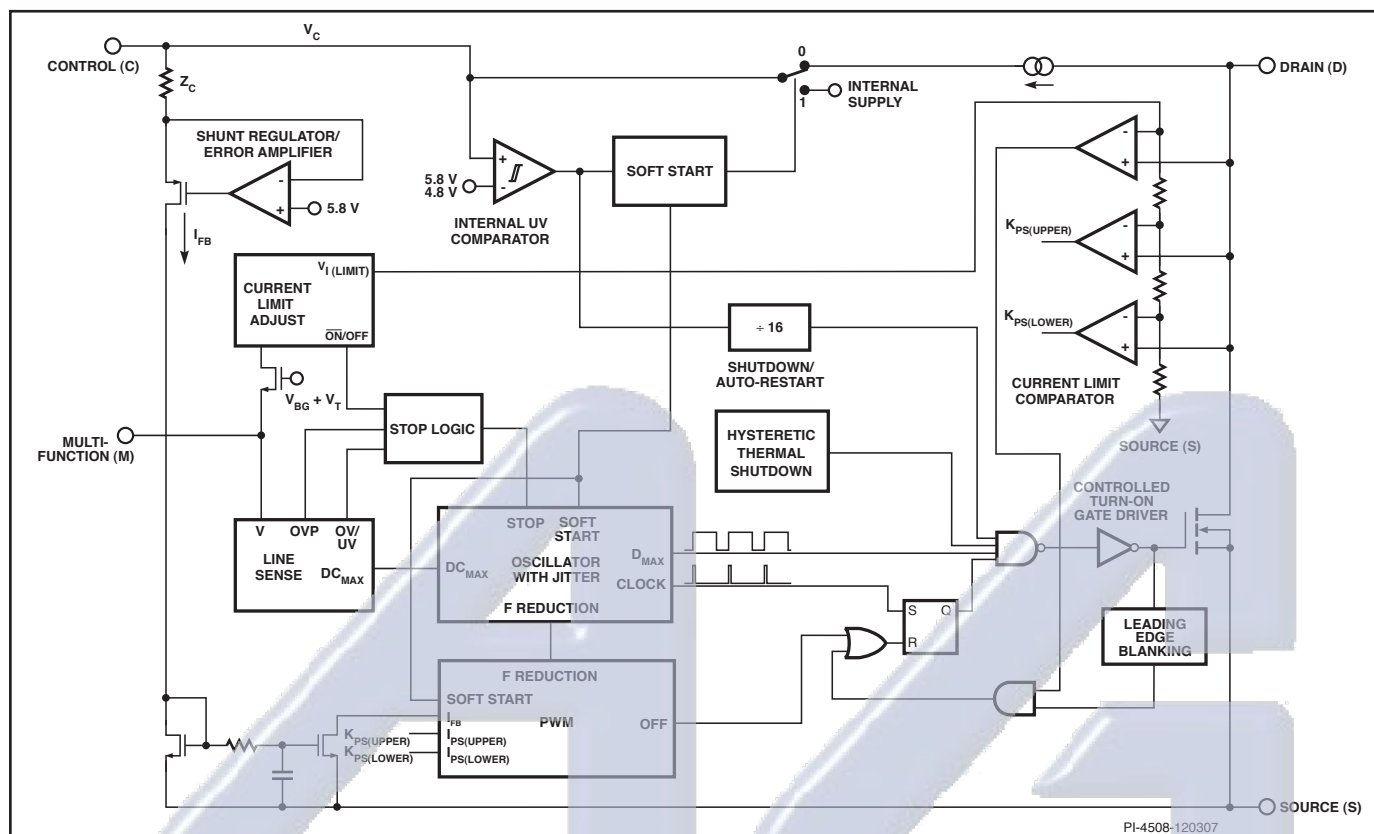 V_C
CONTROL (C)
Z_C
0
1
INTERNAL
SUPPLY
DRAIN (D)
SHUNT REGULATOR/
ERROR AMPLIFIER
-
+
5.8 V
I_FB
+
-
5.8 V
4.8 V
INTERNAL UV
COMPARATOR
SOFT START
-
+
K_PS(UPPER)
-
+
K_PS(LOWER)
-
+
CURRENT LIMIT
COMPARATOR
SOURCE (S)
V_I (LIMIT)
CURRENT
LIMIT
ADJUST
ON/OFF
V_BG + V_T
÷ 16
SHUTDOWN/
AUTO-RESTART
MULTI-
FUNCTION (M)
STOP LOGIC
HYSTERETIC
THERMAL
SHUTDOWN
CONTROLLED
TURN-ON
GATE DRIVER
V
OVP
OV/
UV
LINE
SENSE
DC_MAX
STOP
SOFT
START
DC_MAX
OSCILLATOR
WITH JITTER
D_MAX
CLOCK
F REDUCTION
S
Q
R
LEADING
EDGE
BLANKING
F REDUCTION
SOFT START
I_FB
PWM
OFF
K_PS(UPPER)
I_PS(UPPER)
K_PS(LOWER)
I_PS(LOWER)
SOURCE (S)
PI-4508-120307